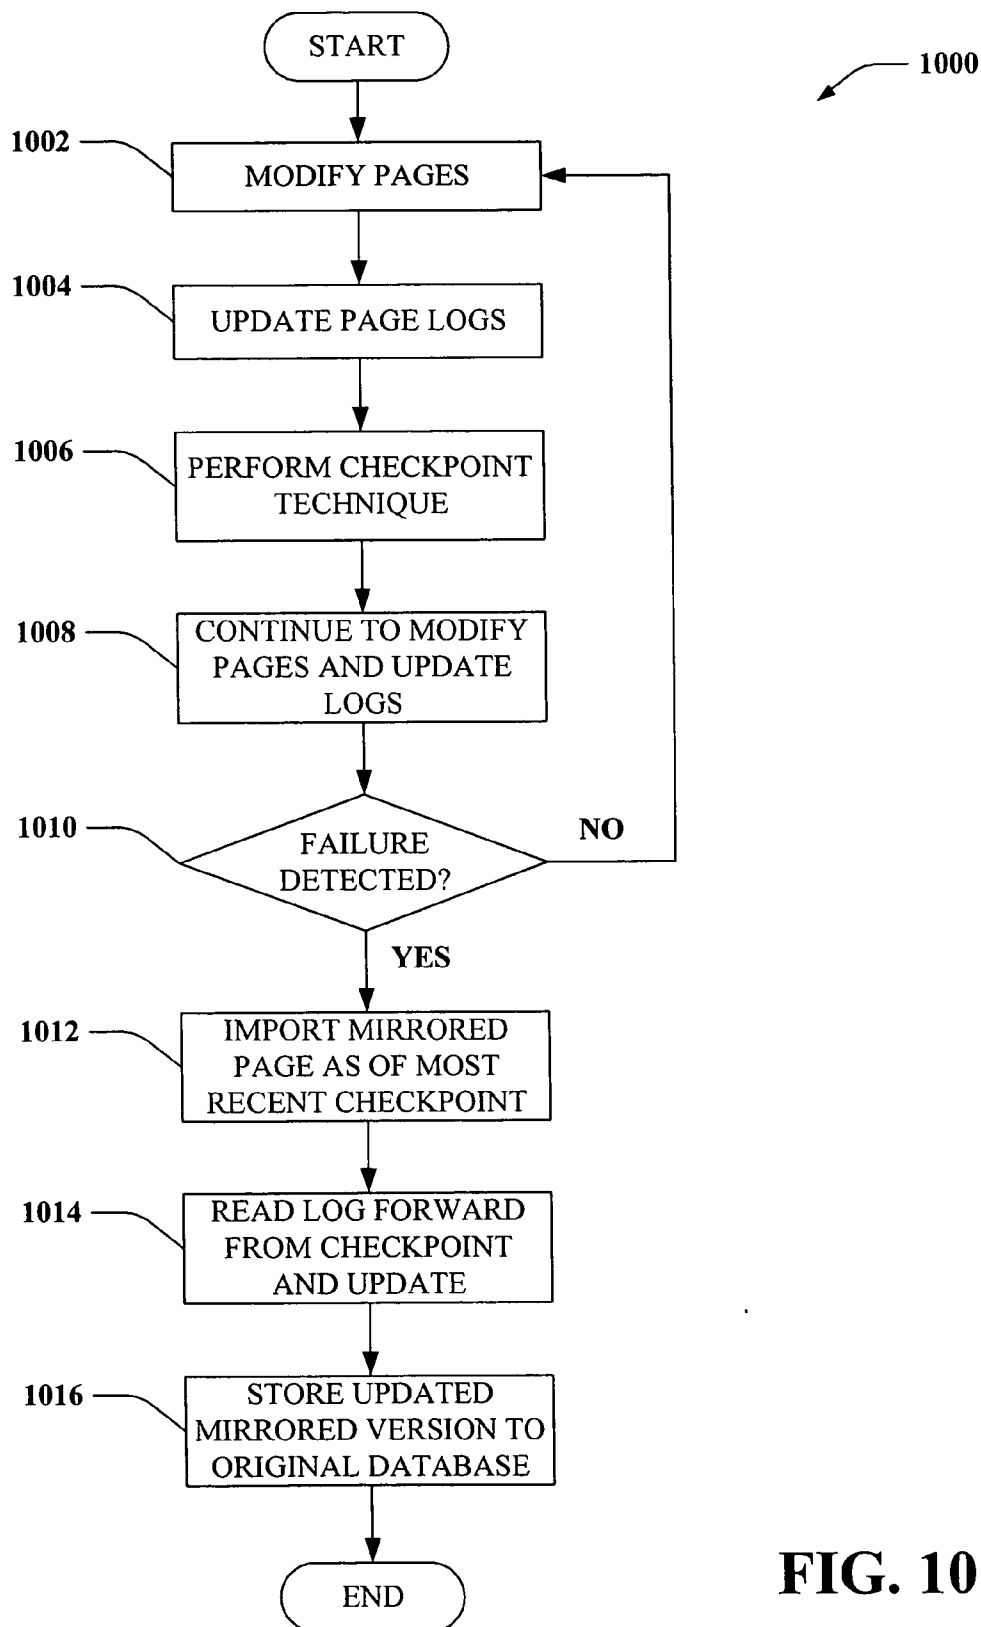 START
1000
1002
MODIFY PAGES
1004
UPDATE PAGE LOGS
1006
PERFORM CHECKPOINT
TECHNIQUE
1008
CONTINUE TO MODIFY
PAGES AND UPDATE
LOGS
1010
FAILURE
DETECTED?
NO
YES
1012
IMPORT MIRRORED
PAGE AS OF MOST
RECENT CHECKPOINT
1014
READ LOG FORWARD
FROM CHECKPOINT
AND UPDATE
1016
STORE UPDATED
MIRRORED VERSION TO
ORIGINAL DATABASE
END
FIG. 10